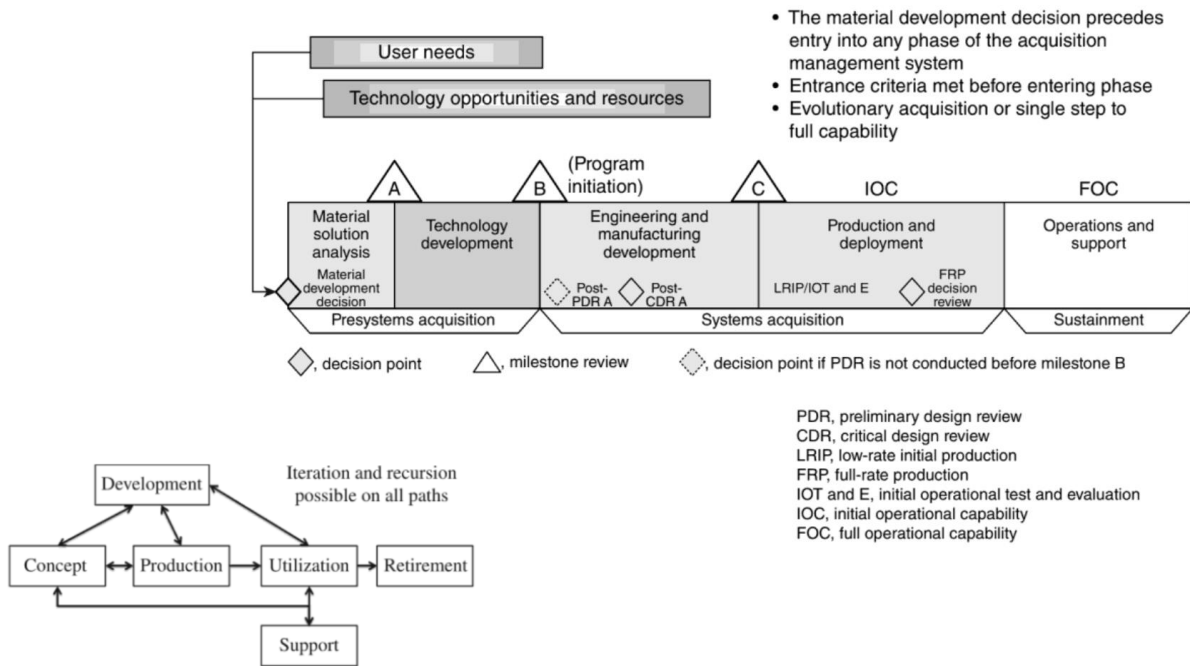 User needs
Technology opportunities and resources
• The material development decision precedes
entry into any phase of the acquisition
management system
• Entrance criteria met before entering phase
• Evolutionary acquisition or single step to
full capability
A
B
(Program
initiation)
C
IOC
FOC
Material
solution
analysis
Technology
development
Engineering and
manufacturing
development
Production and
deployment
Operations and
support
Material
development
decision
Post-
PDR A
Post-
CDR A
LRIP/IOT and E
FRP
decision
review
Presystems acquisition
Systems acquisition
Sustainment
, decision point
, milestone review
, decision point if PDR is not conducted before milestone B
PDR, preliminary design review
CDR, critical design review
LRIP, low-rate initial production
FRP, full-rate production
IOT and E, initial operational test and evaluation
IOC, initial operational capability
FOC, full operational capability
Development
Iteration and recursion
possible on all paths
Concept
Production
Utilization
Retirement
Support